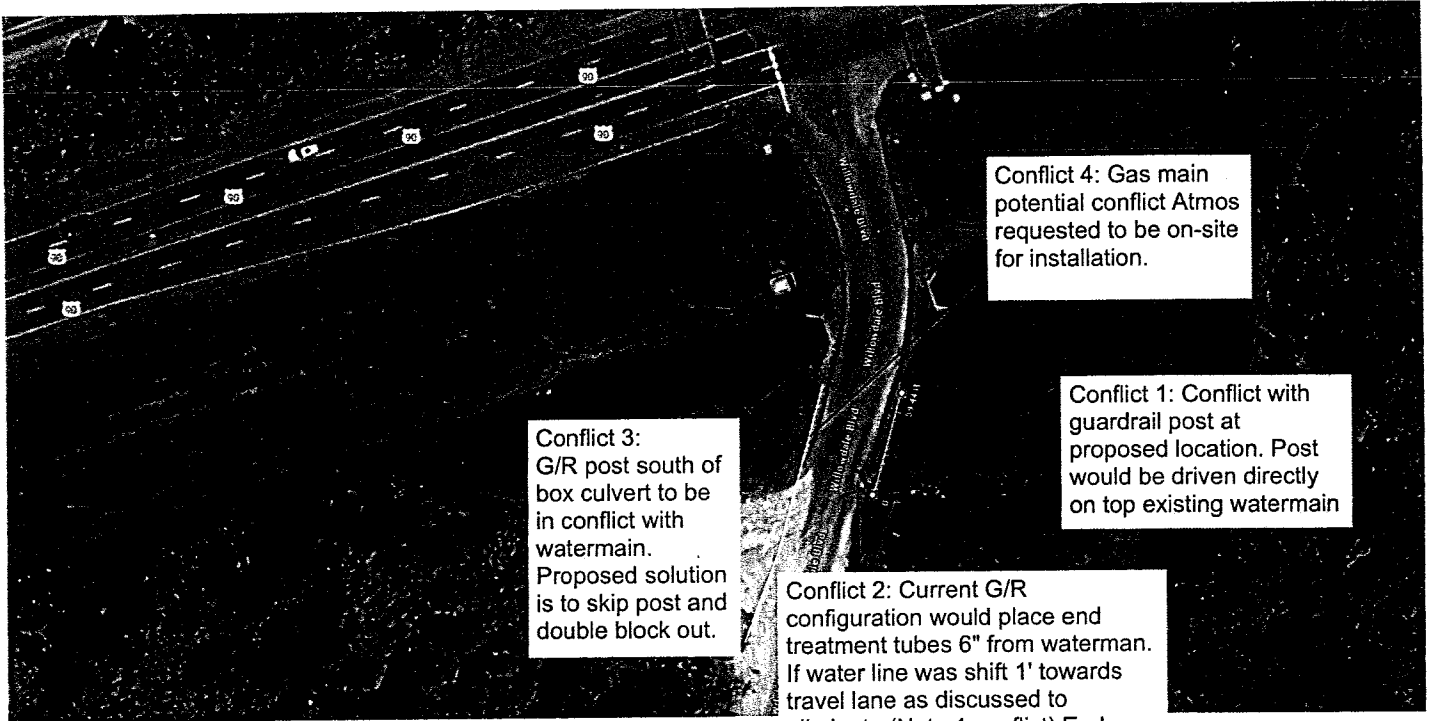 90
90
90
90
90
90
Willowdale Blvd
Willowdale Blvd
Willowdale Blvd
Conflict 4: Gas main
potential conflict Atmos
requested to be on-site
for installation.
Conflict 1: Conflict with
guardrail post at
proposed location. Post
would be driven directly
on top existing watermain
Conflict 3:
G/R post south of
box culvert to be
in conflict with
watermain.
Proposed solution
is to skip post and
double block out.
Conflict 2: Current G/R
configuration would place end
treatment tubes 6" from waterman.
If water line was shift 1' towards
travel lane as discussed to